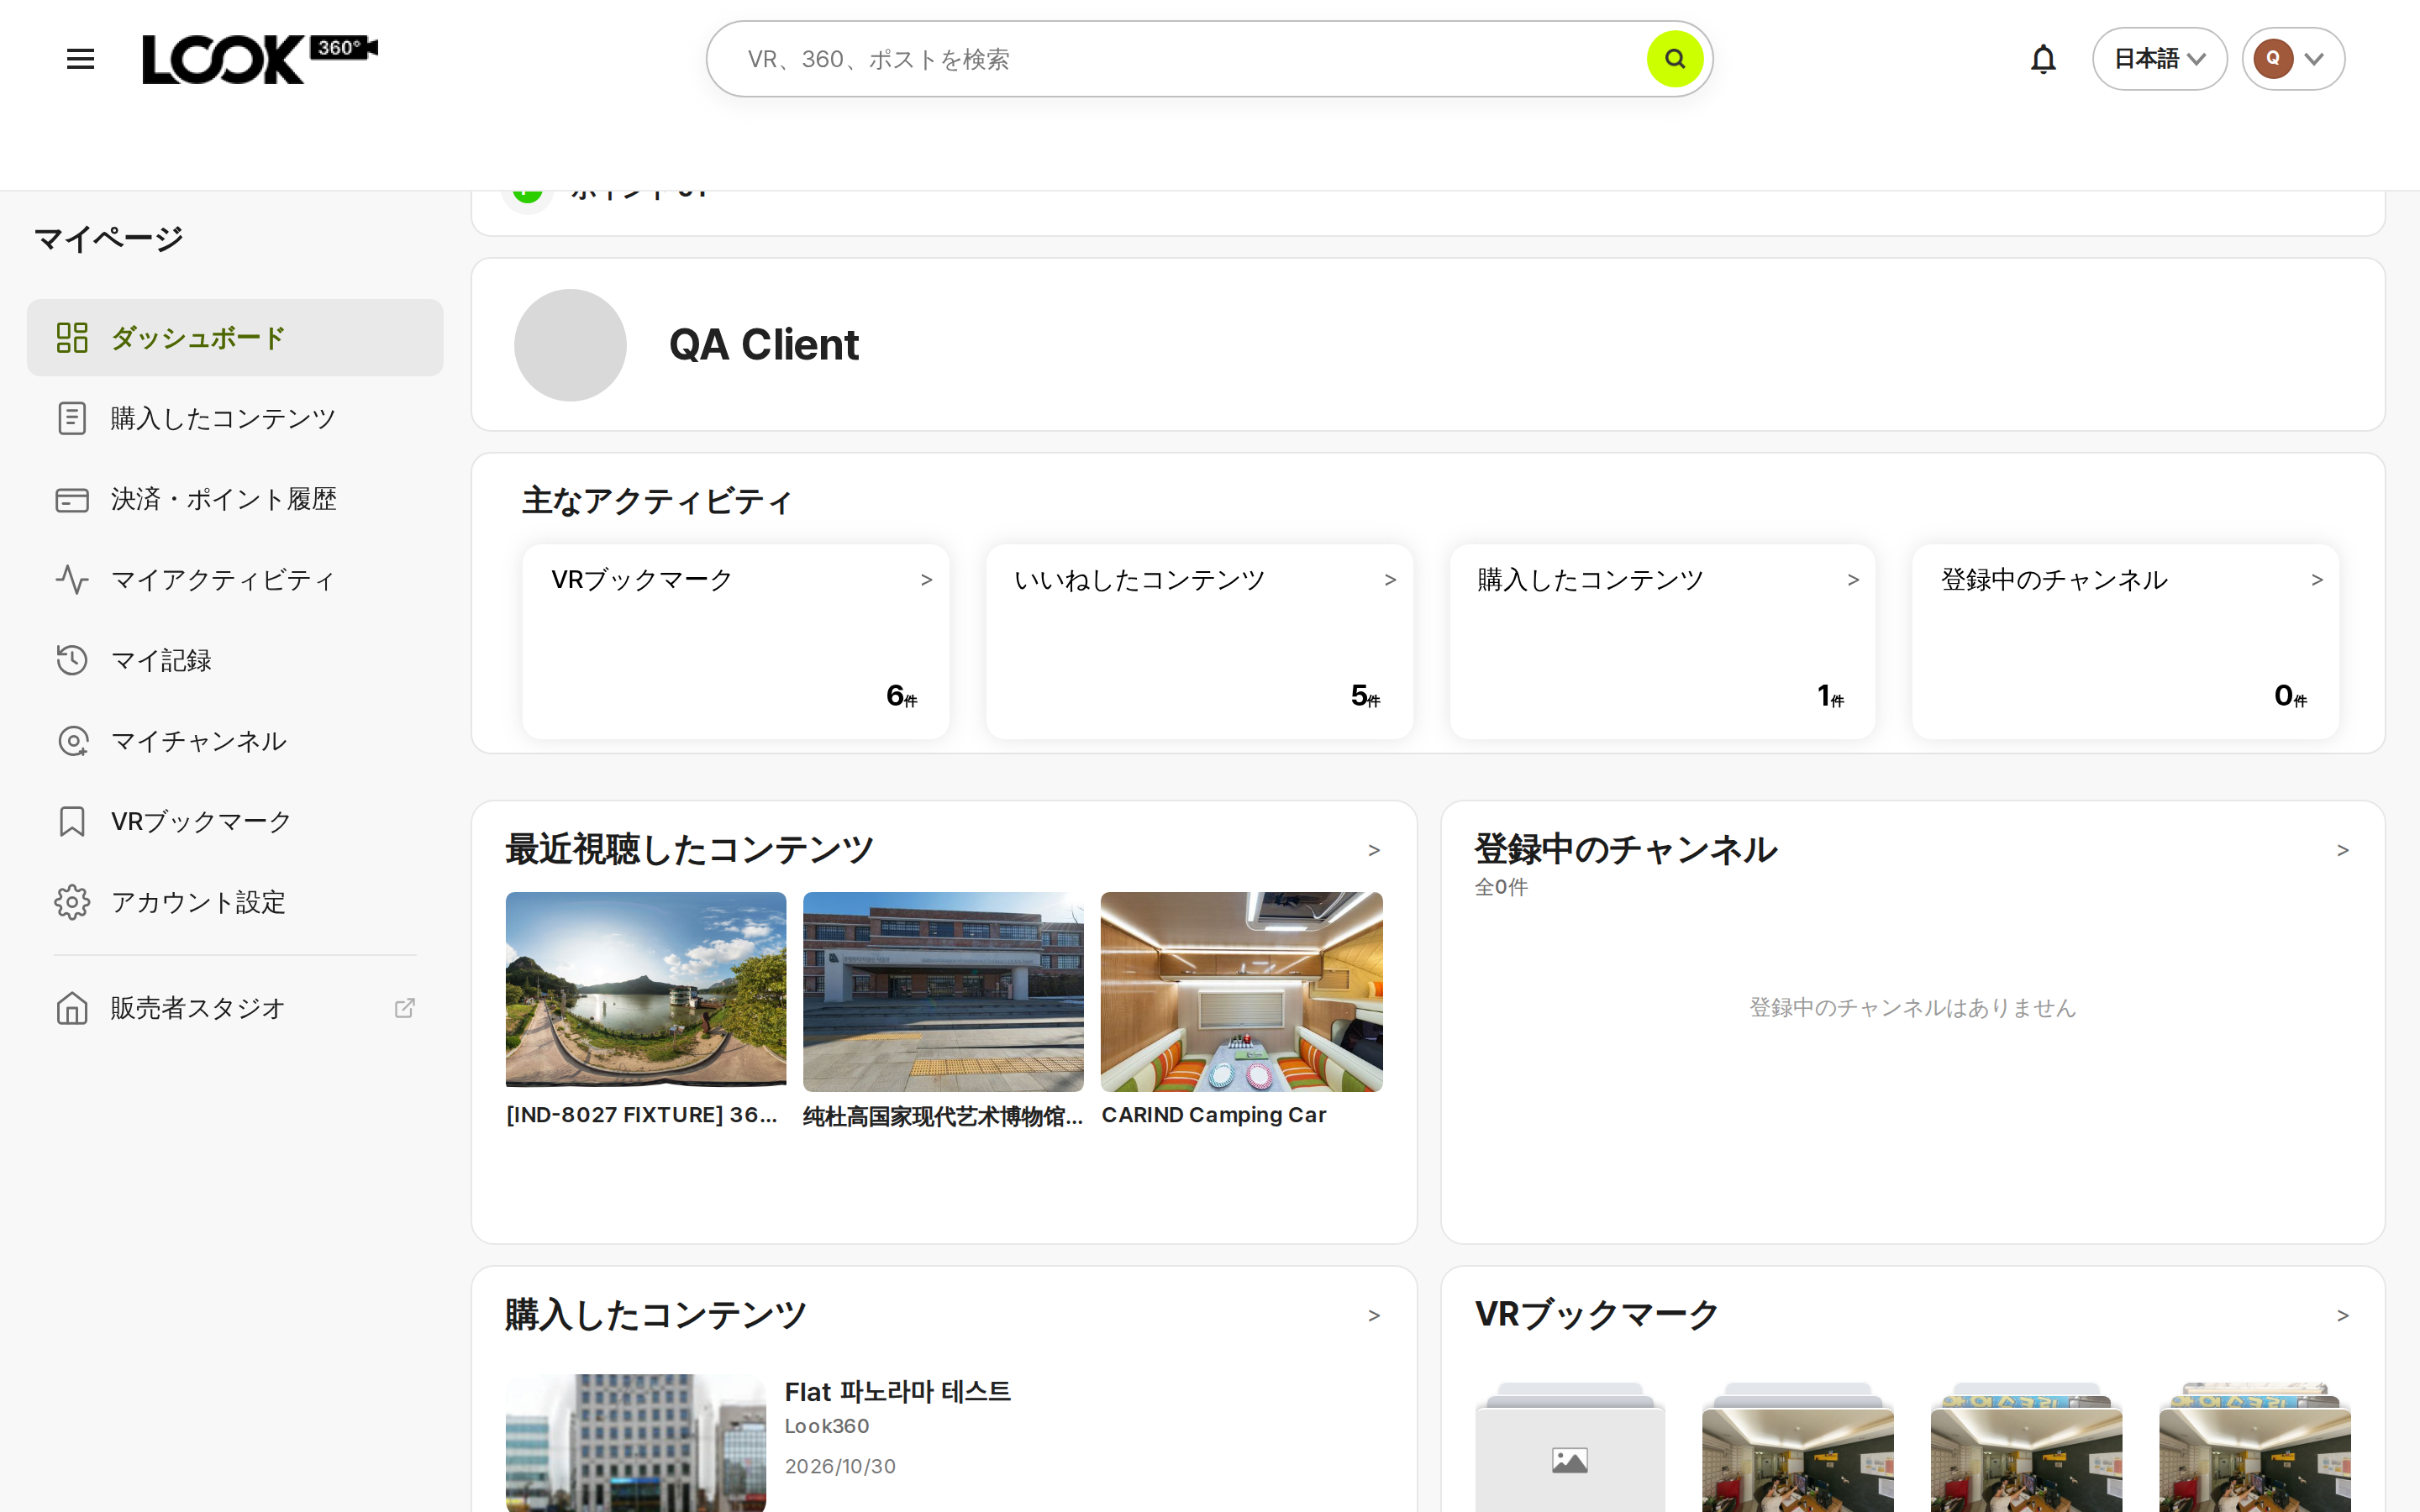 LOOK 360°
VR、360、ポストを検索
日本語
Q
マイページ
ダッシュボード
購入したコンテンツ
決済・ポイント履歴
マイアクティビティ
マイ記録
マイチャンネル
VRブックマーク
アカウント設定
販売者スタジオ
QA Client
主なアクティビティ
VRブックマーク >
6件
いいねしたコンテンツ >
5件
購入したコンテンツ >
1件
登録中のチャンネル >
0件
最近視聴したコンテンツ >
[IND-8027 FIXTURE] 36...
纯杜高国家现代艺术博物馆...
CARIND Camping Car
登録中のチャンネル >
全0件
登録中のチャンネルはありません
購入したコンテンツ >
Flat 파노라마 테스트
Look360
2026/10/30
VRブックマーク >